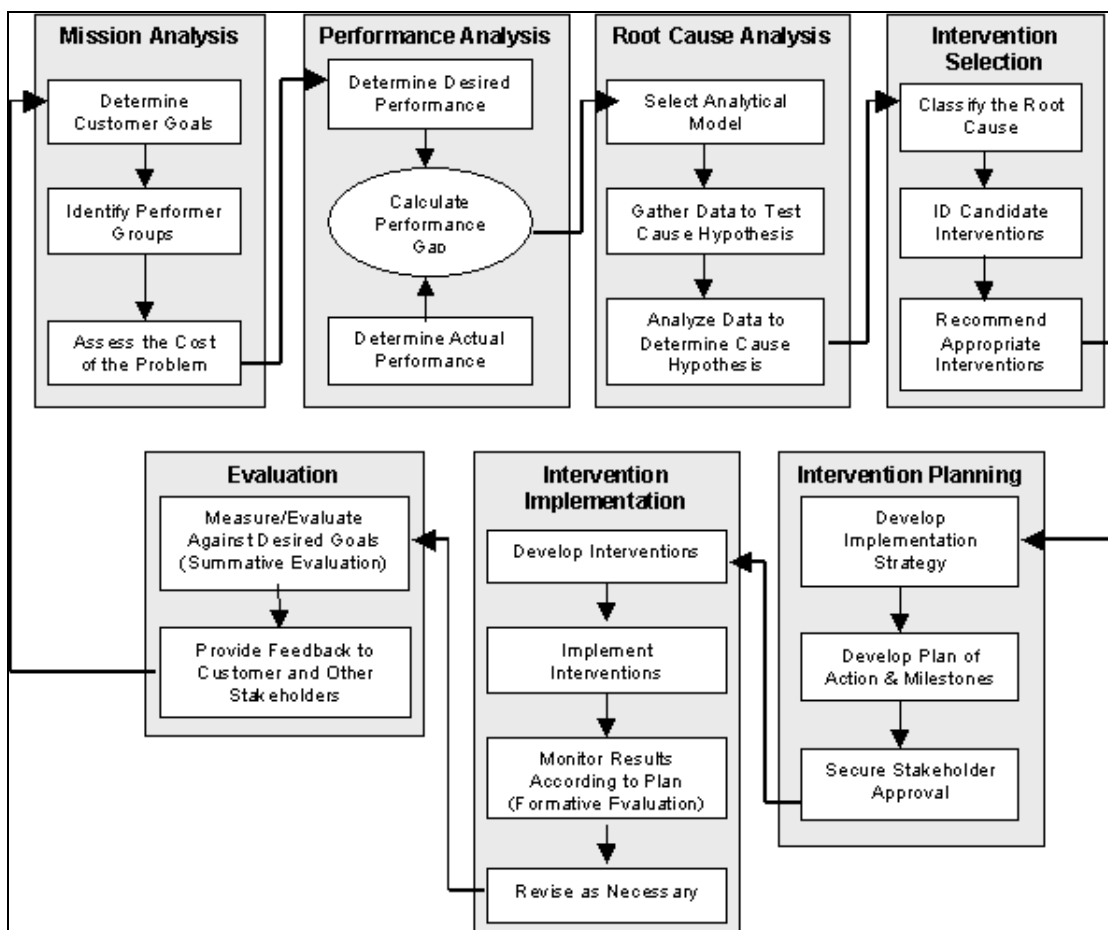 Mission Analysis
Determine
Customer Goals
Identify Performer
Groups
Assess the Cost
of the Problem
Performance Analysis
Determine Desired
Performance
Calculate
Performance
Gap
Determine Actual
Performance
Root Cause Analysis
Select Analytical
Model
Gather Data to Test
Cause Hypothesis
Analyze Data to
Determine Cause
Hypothesis
Intervention
Selection
Classify the Root
Cause
ID Candidate
Interventions
Recommend
Appropriate
Interventions
Evaluation
Measure/Evaluate
Against Desired Goals
(Summative Evaluation)
Provide Feedback to
Customer and Other
Stakeholders
Intervention
Implementation
Develop Interventions
Implement
Interventions
Monitor Results
According to Plan
(Formative Evaluation)
Revise as Necessary
Intervention Planning
Develop
Implementation
Strategy
Develop Plan of
Action & Milestones
Secure Stakeholder
Approval